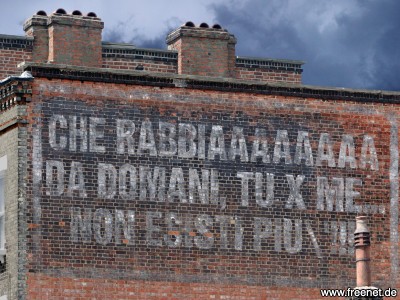 CHE RABBIAAAAAAAA
DA DOMANI, TU X ME...
NON ESISTI PIU\ !!!
www.freenet.de